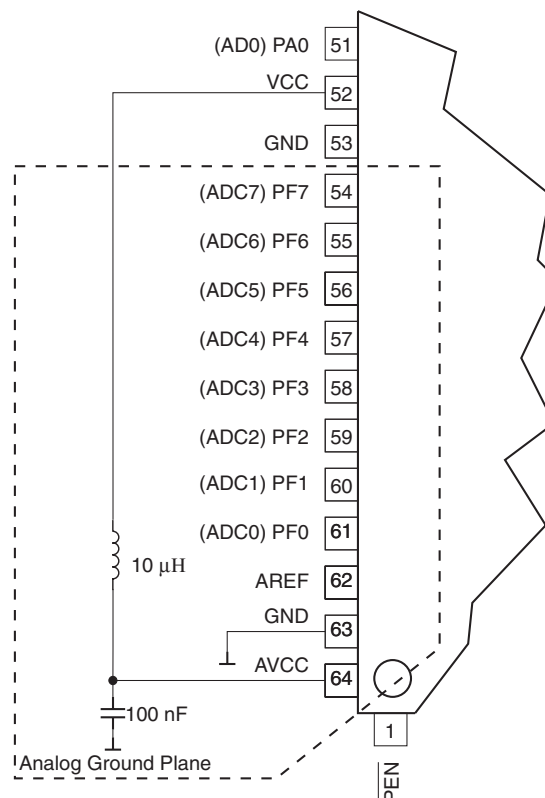 (AD0) PA0 51
VCC 52
GND 53
(ADC7) PF7 54
(ADC6) PF6 55
(ADC5) PF5 56
(ADC4) PF4 57
(ADC3) PF3 58
(ADC2) PF2 59
(ADC1) PF1 60
(ADC0) PF0 61
10 μH
AREF 62
GND 63
AVCC 64
100 nF
1
Analog Ground Plane
PEN